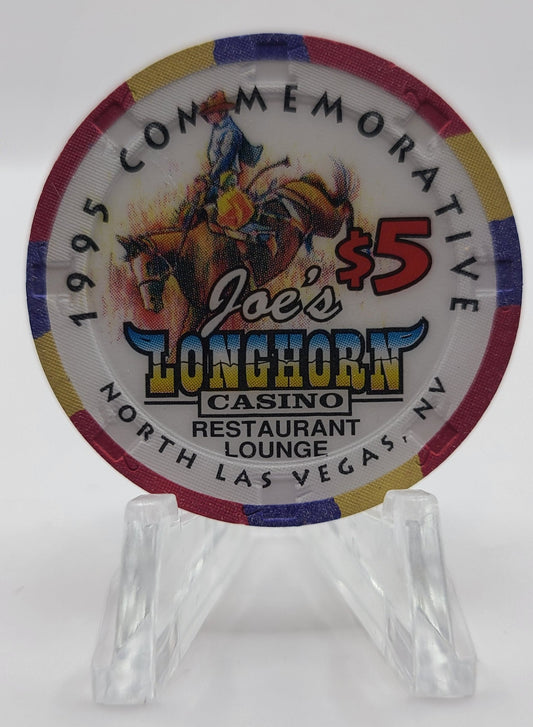 1995 COMMEMORATIVE
$5
Joe's
LONGHORN
CASINO
RESTAURANT
LOUNGE
NORTH LAS VEGAS, NV